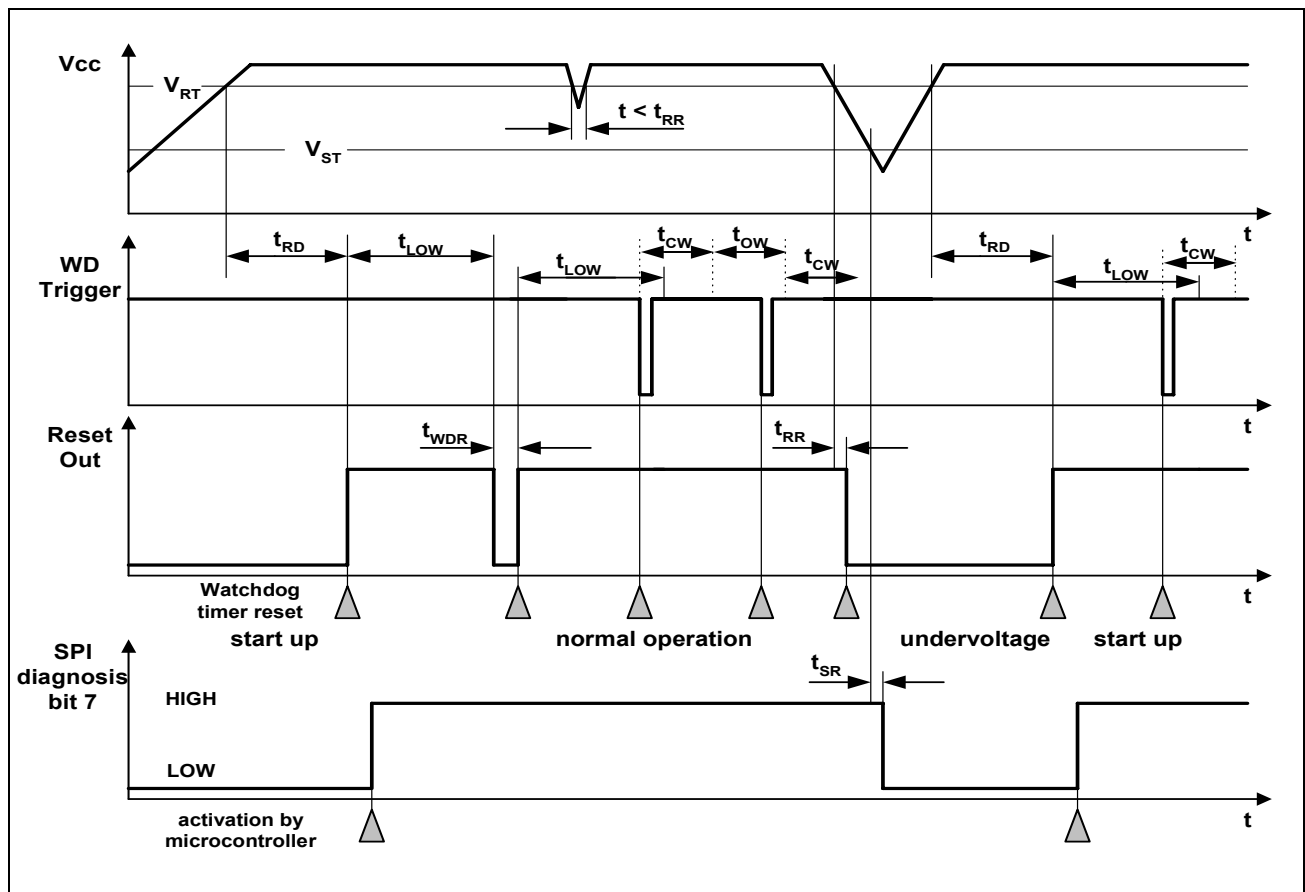 Vcc
V_RT
t < t_RR
V_ST
t
WD
Trigger
t_RD
t_LOW
t_LOW
t_CW
t_OW
t_CW
t_RD
t_LOW
t_CW
t
Reset
Out
t_WDR
t_RR
Watchdog
timer reset
t
start up
normal operation
undervoltage
start up
SPI
diagnosis
bit 7
HIGH
t_SR
LOW
activation by
microcontroller
t